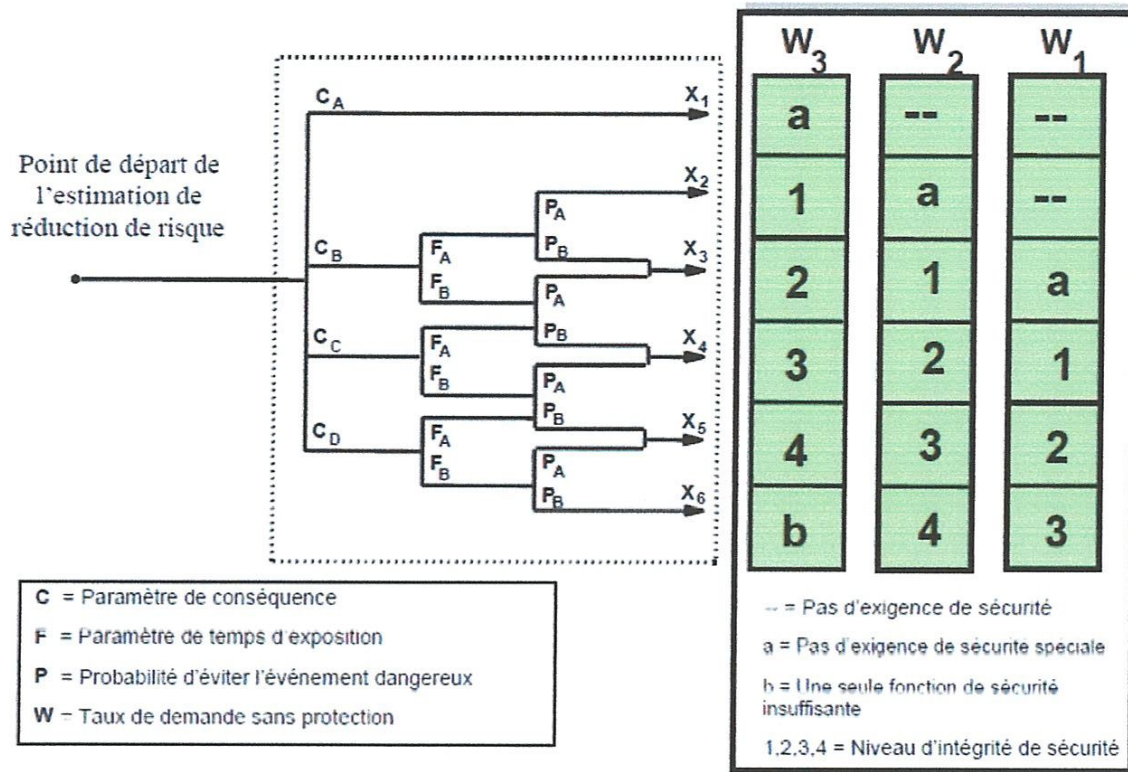 Point de départ de
l'estimation de
réduction de risque
C_A
X_1
X_2
P_A
C_B
F_A
P_B
X_3
F_B
P_A
P_B
X_4
C_C
F_A
F_B
P_A
P_B
X_5
C_D
F_A
F_B
P_A
P_B
X_6
W_3 W_2 W_1
a -- --
1 a --
2 1 a
3 2 1
4 3 2
b 4 3
C = Paramètre de conséquence
F = Paramètre de temps d'exposition
P = Probabilité d'éviter l'événement dangereux
W = Taux de demande sans protection
-- = Pas d'exigence de sécurité
a = Pas d'exigence de sécurité spéciale
b = Une seule fonction de sécurité
insuffisante
1,2,3,4 = Niveau d'intégrité de sécurité